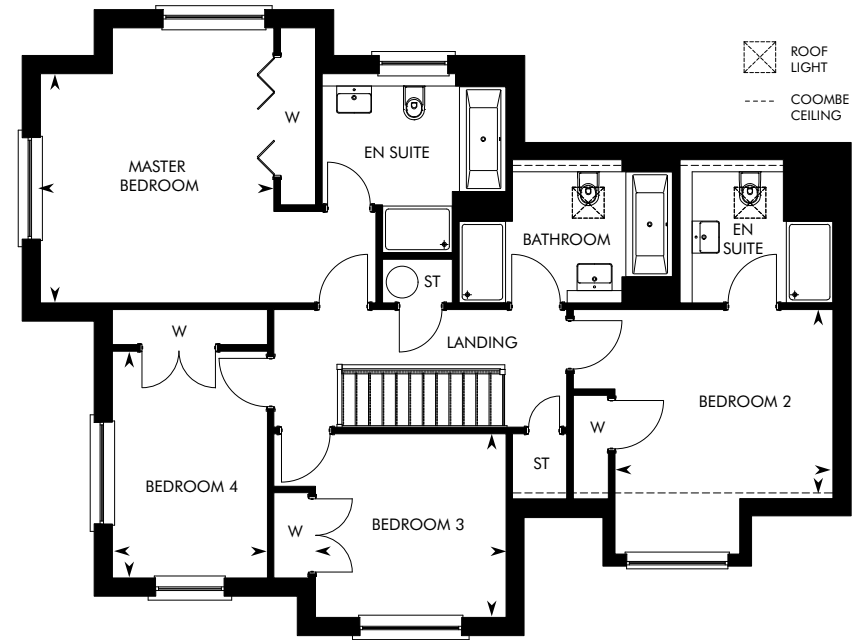 ROOF
LIGHT
COOMBE
CEILING
W
MASTER
BEDROOM
EN SUITE
BATHROOM
EN
SUITE
ST
W
LANDING
BEDROOM 2
W
ST
BEDROOM 4
BEDROOM 3
W